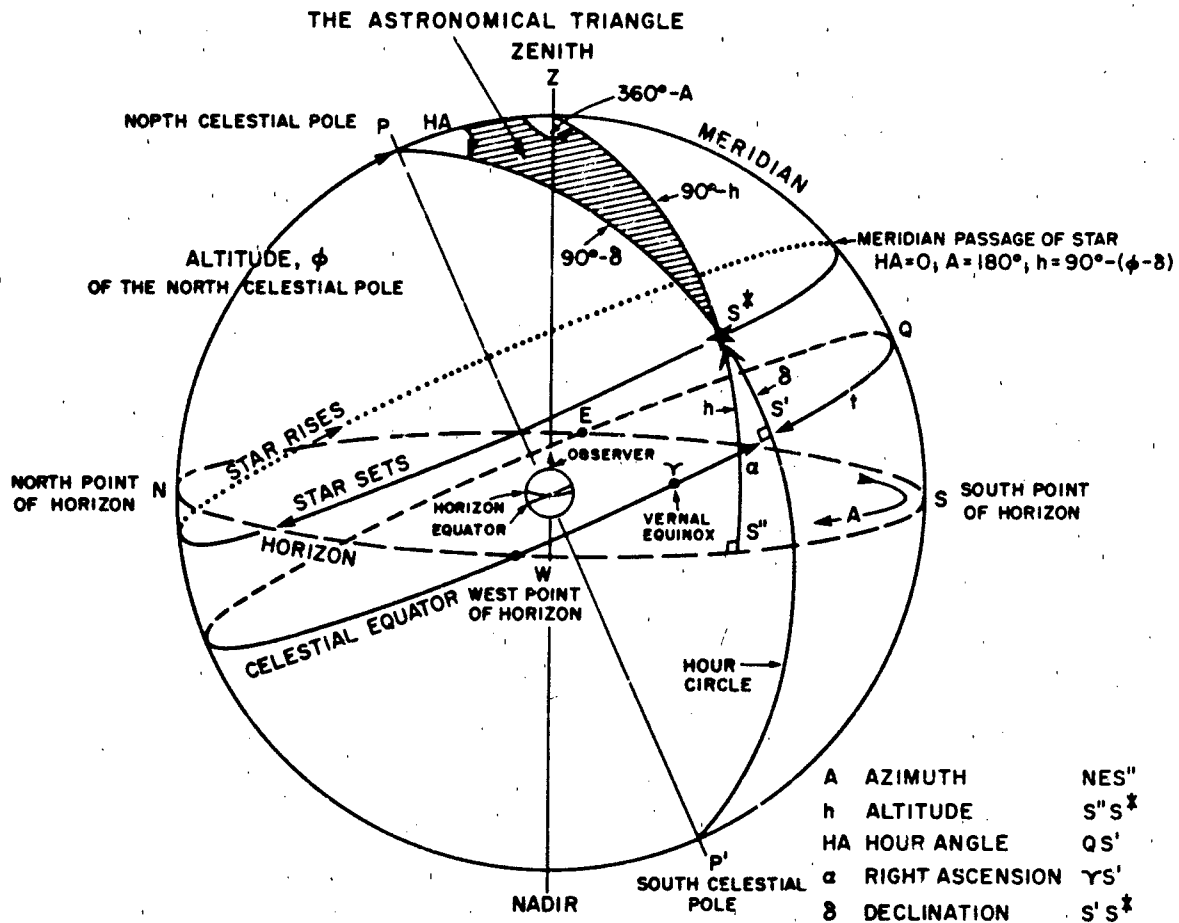 THE ASTRONOMICAL TRIANGLE
ZENITH
Z
360°-A
NOPTH CELESTIAL POLE
P
HA
MERIDIAN
90°-h
90°-δ
MERIDIAN PASSAGE OF STAR
HA=0, A=180°, h=90°-(ϕ-δ)
ALTITUDE, ϕ
OF THE NORTH CELESTIAL POLE
S*
Q
δ
h
S'
t
STAR RISES
E
OBSERVER
STAR SETS
α
ϒ
NORTH POINT
OF HORIZON
N
HORIZON
EQUATOR
VERNAL
EQUINOX
S"
A
S
SOUTH POINT
OF HORIZON
HORIZON
W
WEST POINT
OF HORIZON
CELESTIAL EQUATOR
HOUR
CIRCLE
P'
SOUTH CELESTIAL
POLE
NADIR
A AZIMUTH NES"
h ALTITUDE S"S*
HA HOUR ANGLE QS'
α RIGHT ASCENSION ϒS'
δ DECLINATION S'S*